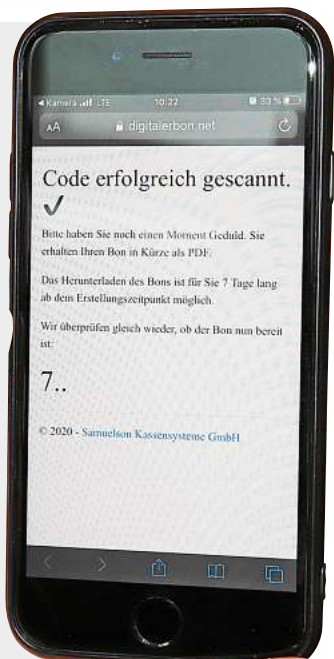 ◂ Kamera LTE 10:22 33 %
AA digitalerbon.net
Code erfolgreich gescannt.
✓
Bitte haben Sie noch einen Moment Geduld. Sie
erhalten Ihren Bon in Kürze als PDF.
Das Herunterladen des Bons ist für Sie 7 Tage lang
ab dem Erstellungszeitpunkt möglich.
Wir überprüfen gleich wieder, ob der Bon nun bereit
ist:
7..
© 2020 - Samuelson Kassensysteme GmbH